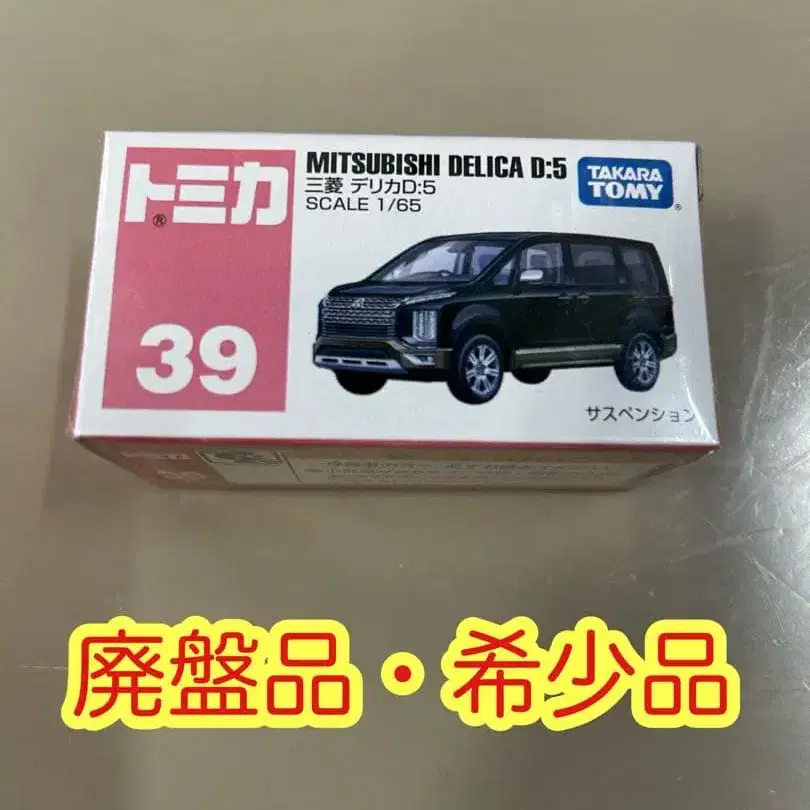 トミカ®
39
MITSUBISHI DELICA D:5
三菱 デリカD:5
SCALE 1/65
TAKARA TOMY®
サスペンション
廃盤品・希少品